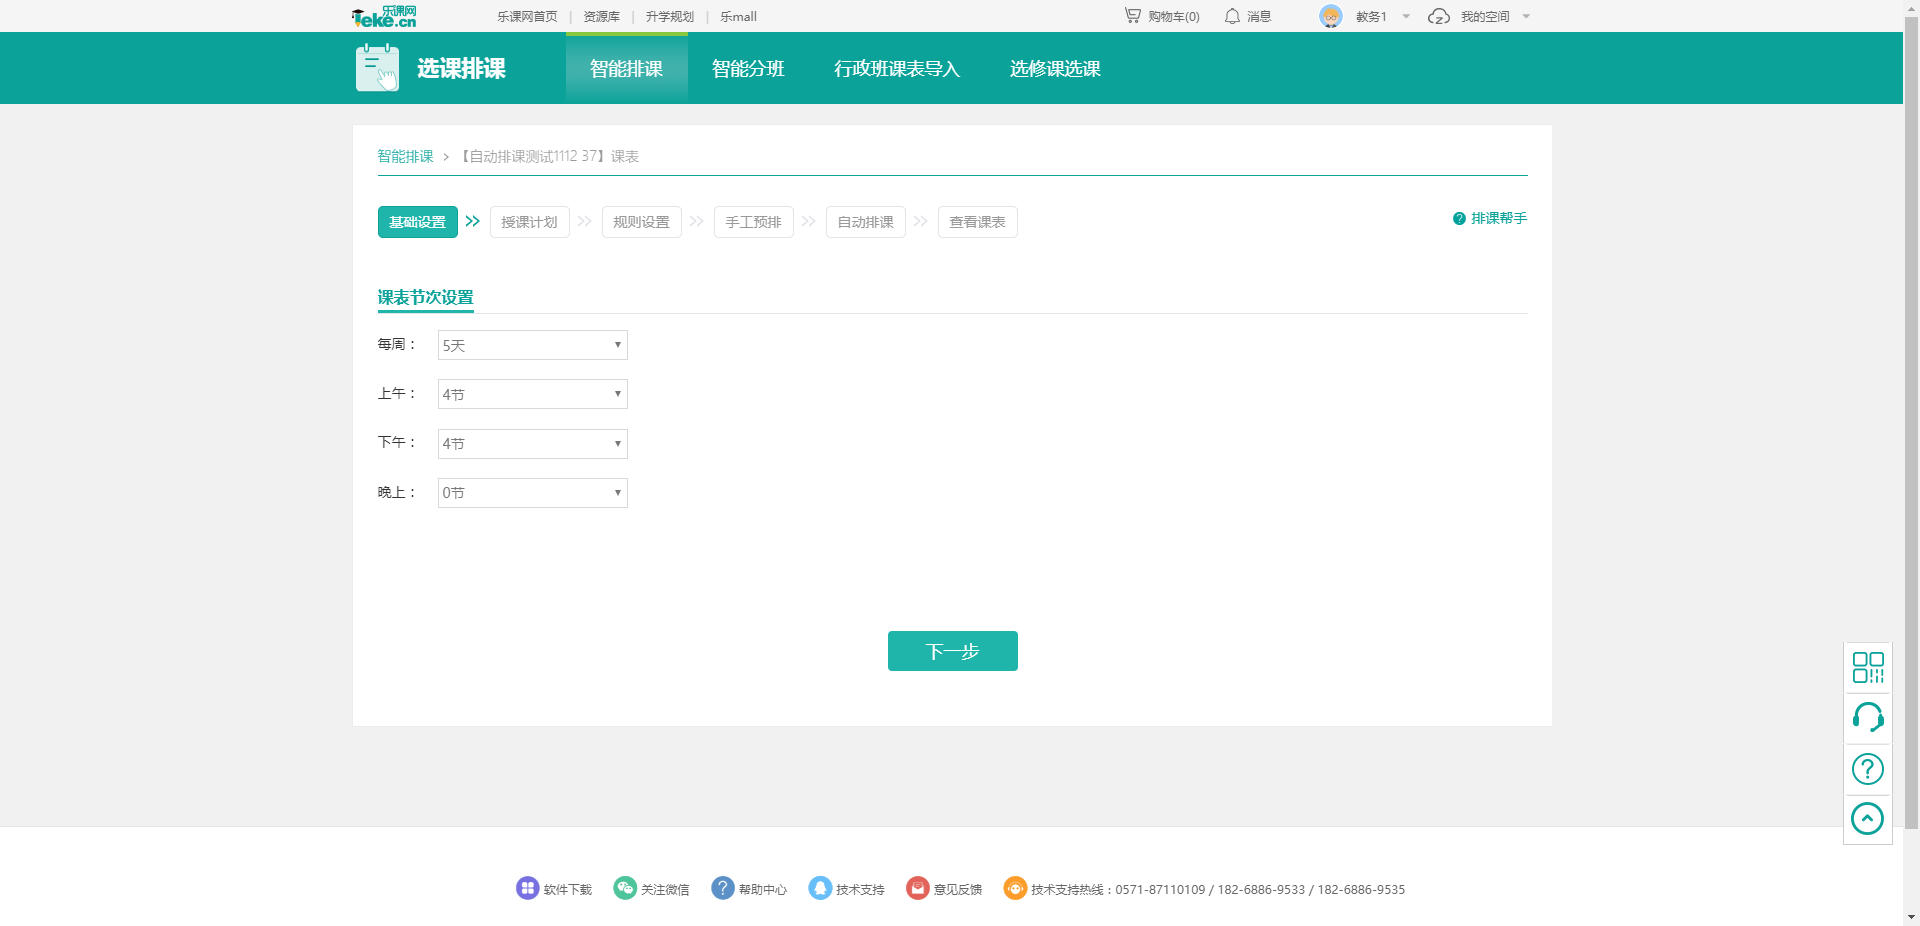 乐课网 leke.cn 乐课网首页 | 资源库 | 升学规划 | 乐mall 购物车(0) 消息 教务1 我的空间
选课排课 智能排课 智能分班 行政班课表导入 选修课选课
智能排课 > 【自动排课测试1112 37】课表
基础设置 授课计划 规则设置 手工预排 自动排课 查看课表 ? 排课帮手
课表节次设置
每周： 5天
上午： 4节
下午： 4节
晚上： 0节
下一步
软件下载 关注微信 ? 帮助中心 技术支持 意见反馈 技术支持热线：0571-87110109 / 182-6886-9533 / 182-6886-9535